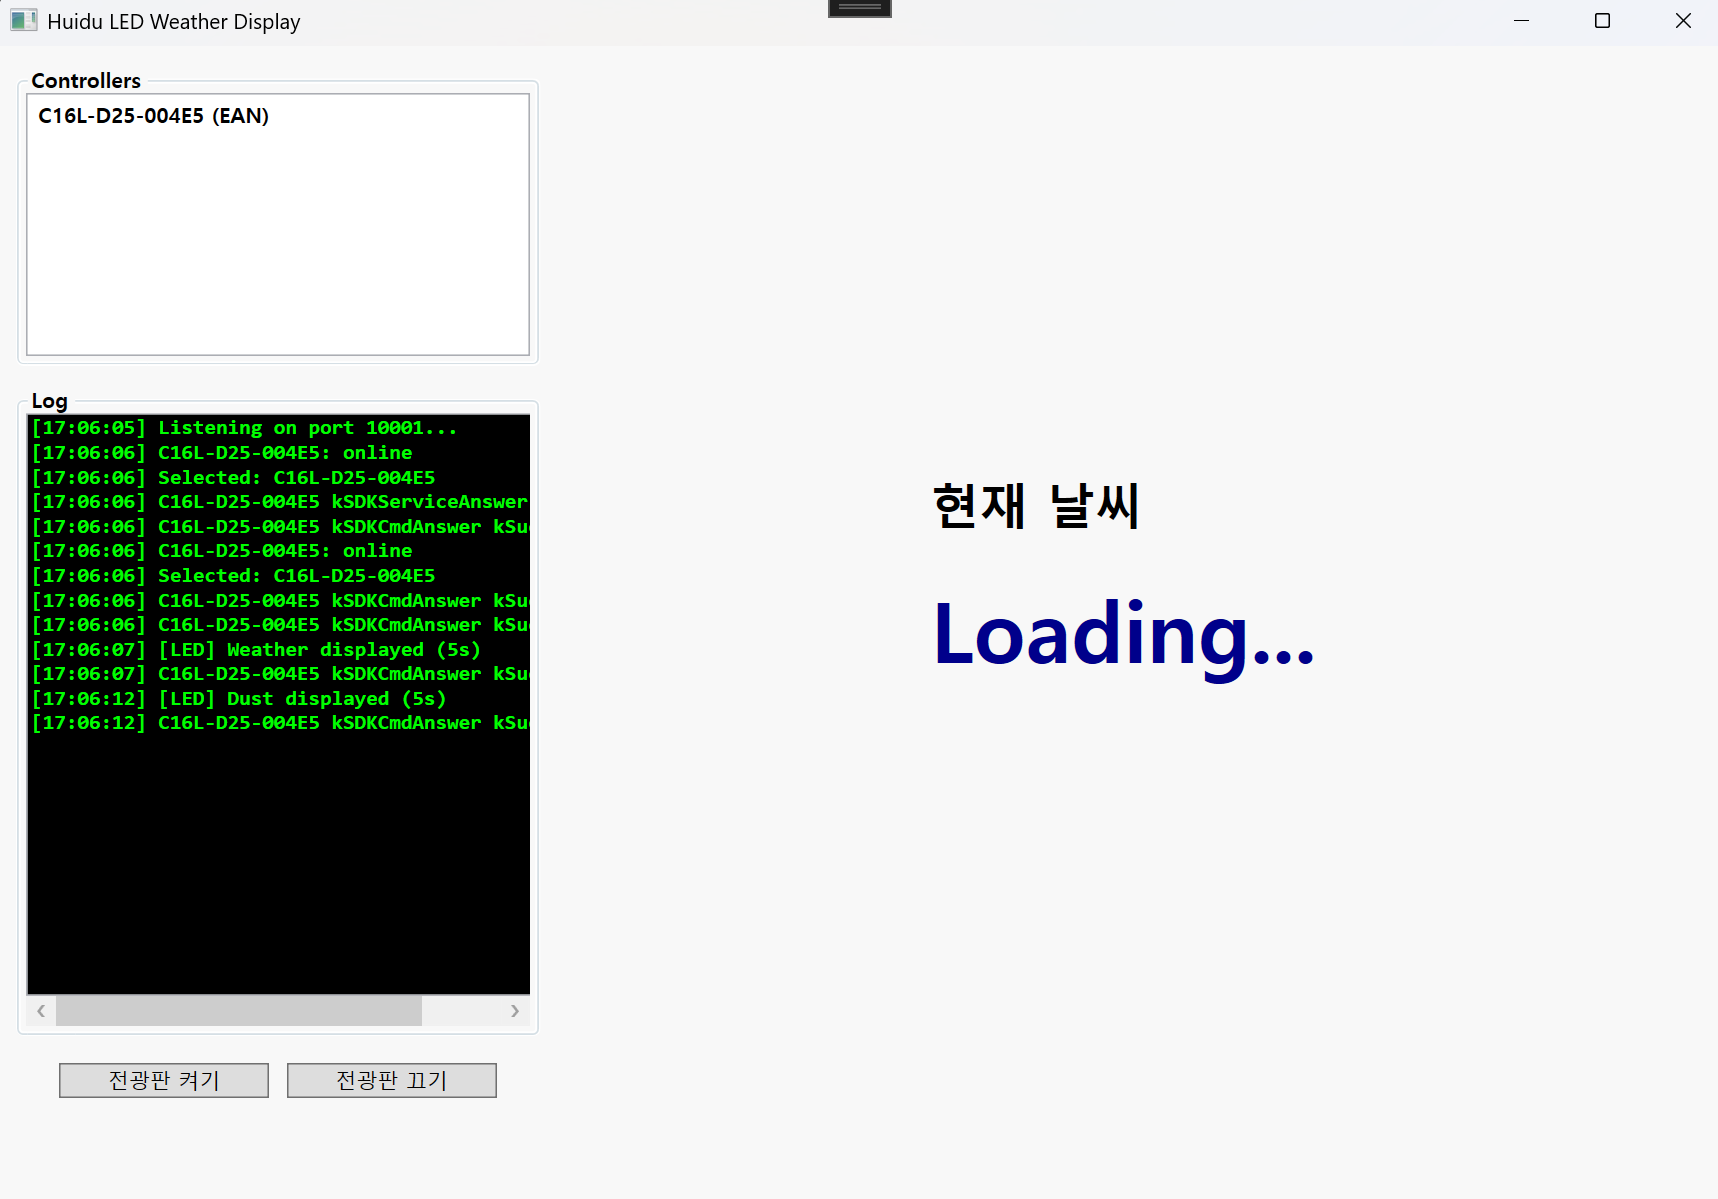 Huidu LED Weather Display
Controllers
C16L-D25-004E5 (EAN)
Log
[17:06:05] Listening on port 10001...
[17:06:06] C16L-D25-004E5: online
[17:06:06] Selected: C16L-D25-004E5
[17:06:06] C16L-D25-004E5 kSDKServiceAnswer
[17:06:06] C16L-D25-004E5 kSDKCmdAnswer kSu
[17:06:06] C16L-D25-004E5: online
[17:06:06] Selected: C16L-D25-004E5
[17:06:06] C16L-D25-004E5 kSDKCmdAnswer kSu
[17:06:06] C16L-D25-004E5 kSDKCmdAnswer kSu
[17:06:07] [LED] Weather displayed (5s)
[17:06:07] C16L-D25-004E5 kSDKCmdAnswer kSu
[17:06:12] [LED] Dust displayed (5s)
[17:06:12] C16L-D25-004E5 kSDKCmdAnswer kSu
전광판 켜기
전광판 끄기
현재 날씨
Loading...